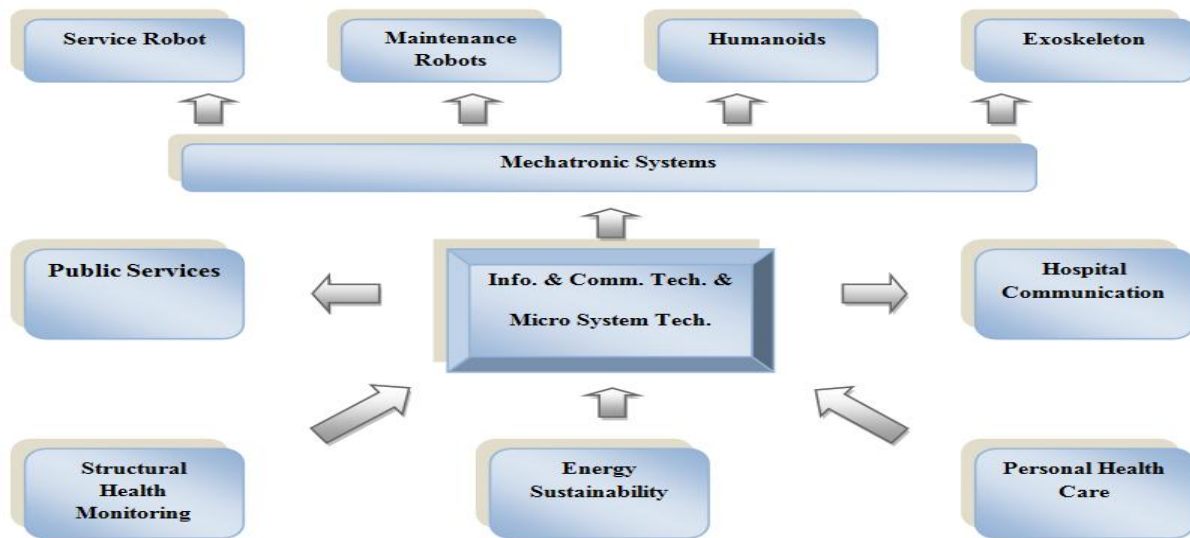 Service Robot
Maintenance
Robots
Humanoids
Exoskeleton
Mechatronic Systems
Public Services
Info. & Comm. Tech. &
Micro System Tech.
Hospital
Communication
Structural
Health
Monitoring
Energy
Sustainability
Personal Health
Care